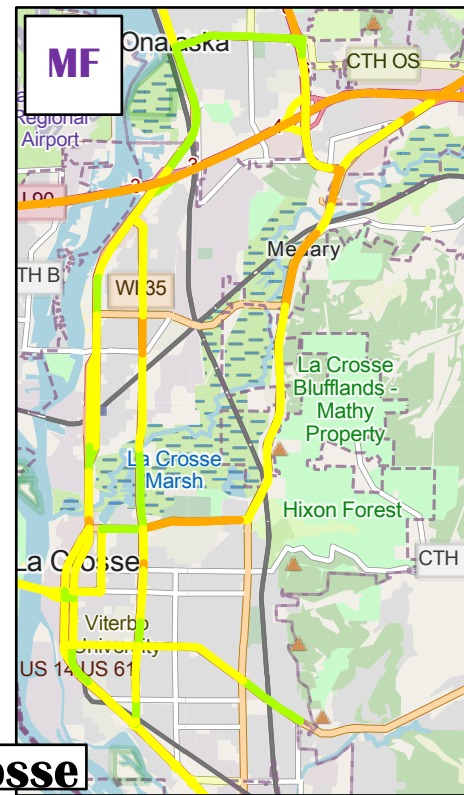 MF
Onalaska
CTH OS
Regional
Airport
I 90
Medary
TH B
WI 35
La Crosse
Blufflands -
Mathy
Property
La Crosse
Marsh
Hixon Forest
La Crosse
CTH
Viterbo
University
US 14
US 61
osse